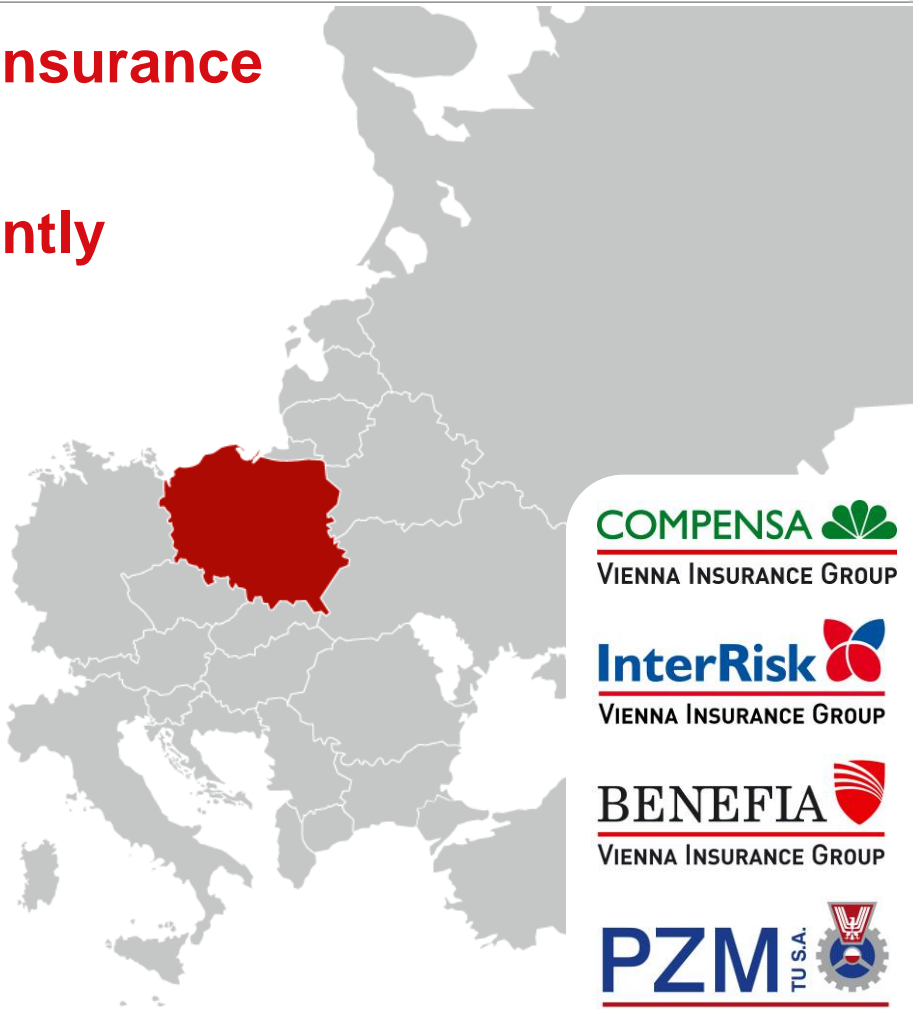 nsurance
ntly
COMPENSA
VIENNA INSURANCE GROUP
InterRisk
VIENNA INSURANCE GROUP
BENEFIA
VIENNA INSURANCE GROUP
PZM TU S.A.